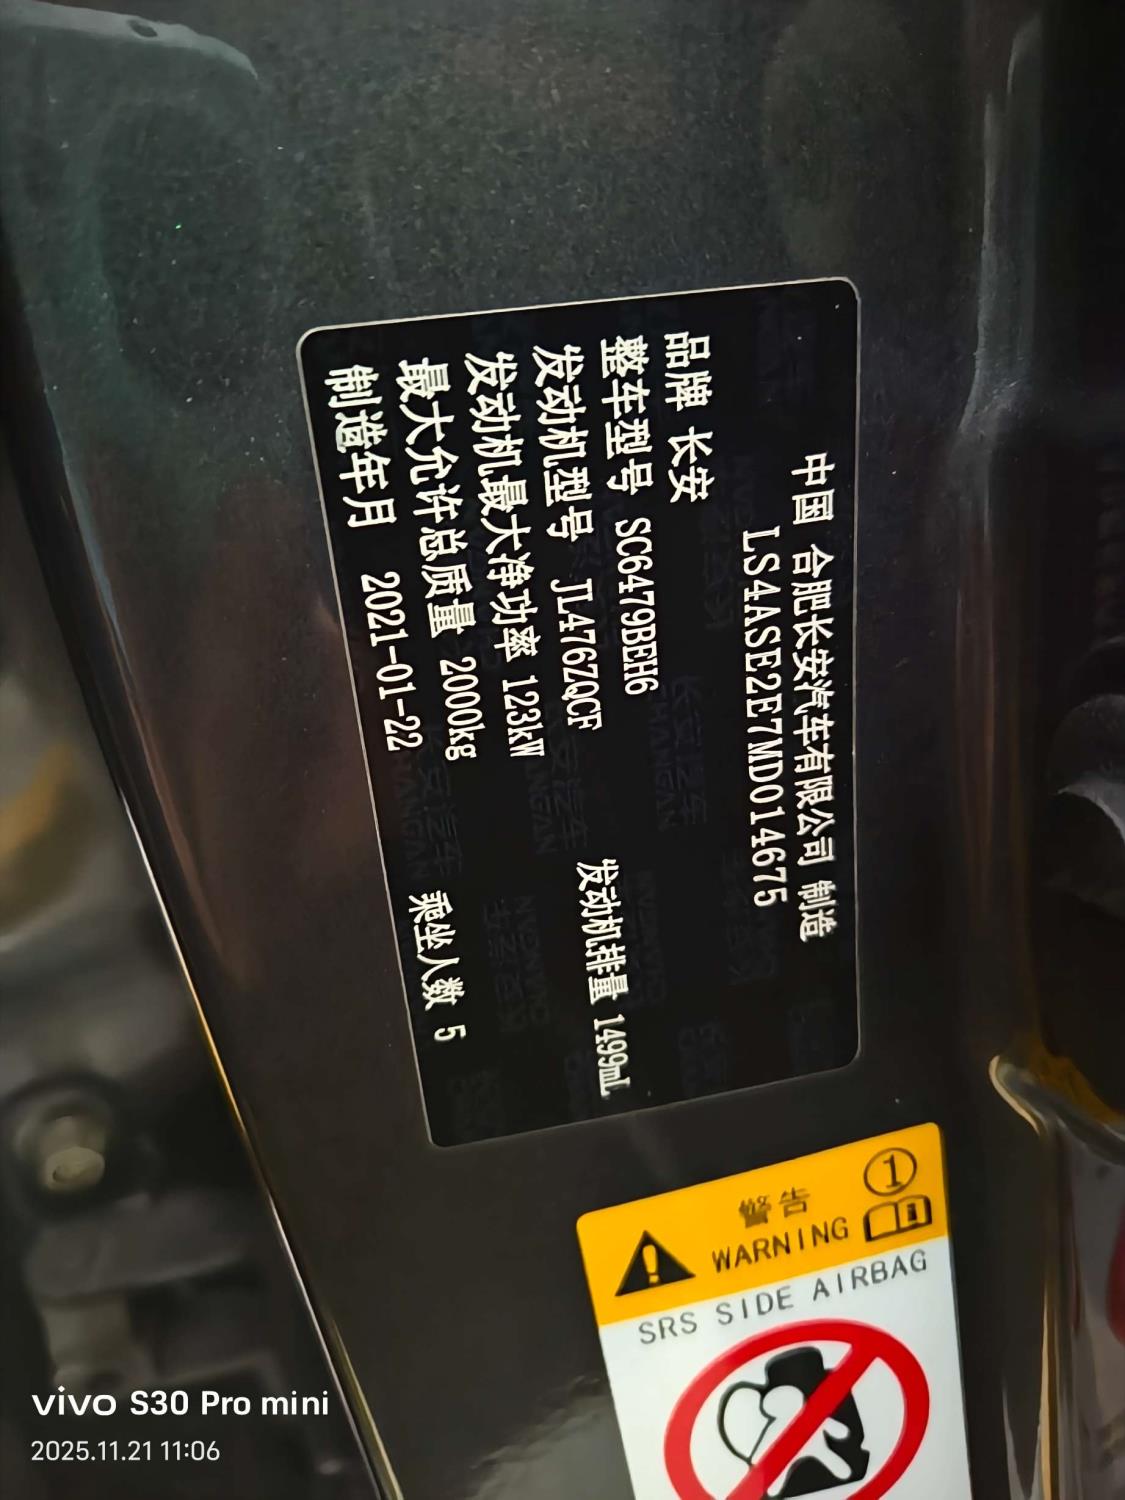 中国 合肥长安汽车有限公司 制造
LS4ASE2E7MD014675
品牌 长安
整车型号 SC6479BEH6
发动机型号 JL476ZQCF 发动机排量 1499mL
发动机最大净功率 123kW
最大允许总质量 2000kg
制造年月 2021-01-22 乘坐人数 5
警告
WARNING
1
i
SRS SIDE AIRBAG
vivo S30 Pro mini
2025.11.21 11:06